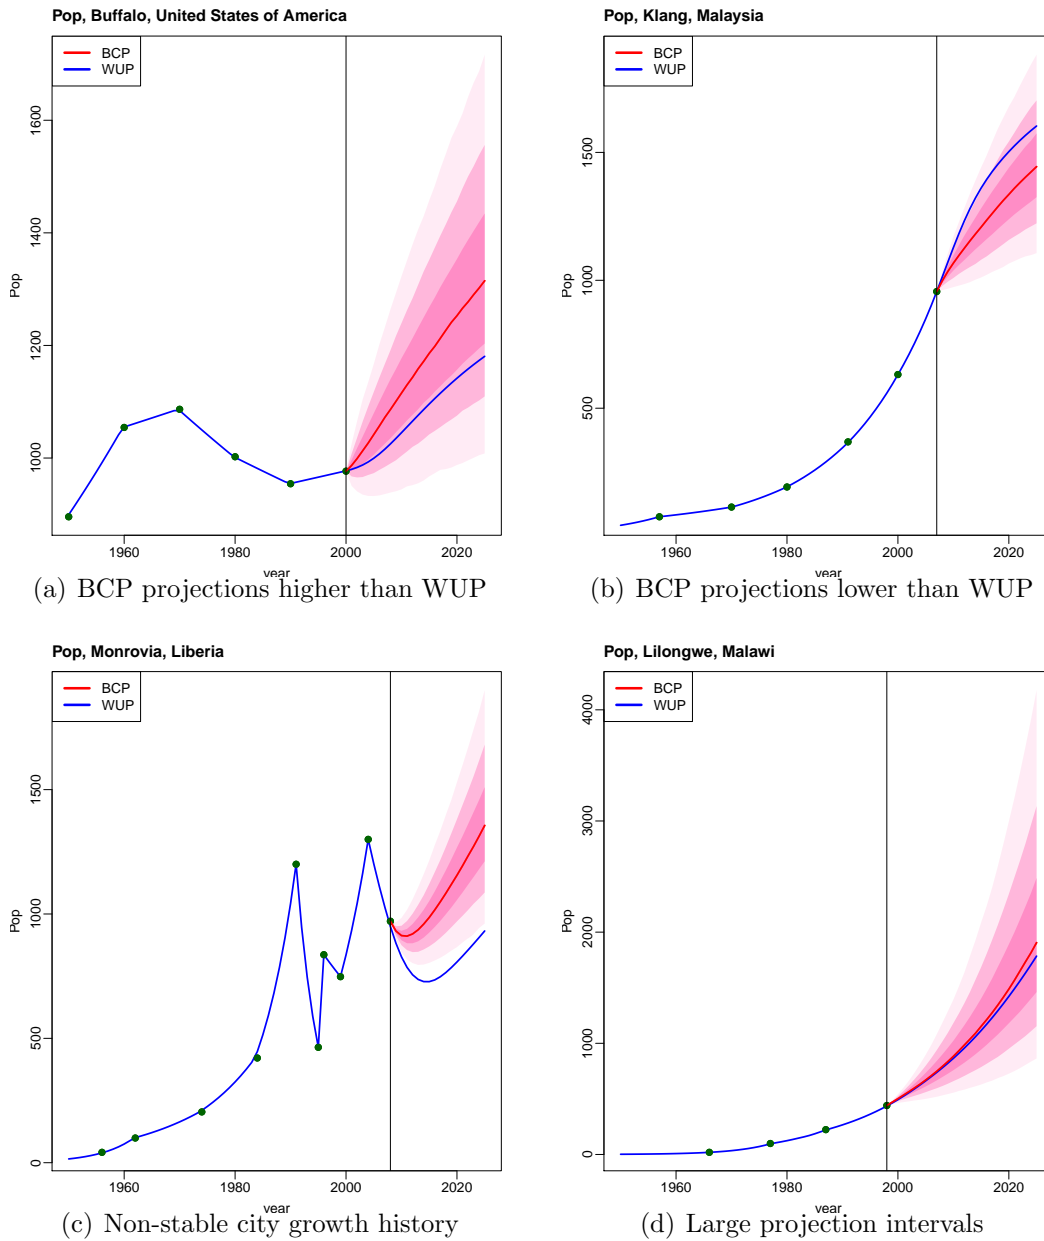 Pop, Buffalo, United States of America
BCP
WUP
Pop
1000
1200
1400
1600
1960
1980
2000
2020
year
(a) BCP projections higher than WUP
Pop, Klang, Malaysia
BCP
WUP
Pop
500
1000
1500
1960
1980
2000
2020
year
(b) BCP projections lower than WUP
Pop, Monrovia, Liberia
BCP
WUP
Pop
0
500
1000
1500
1960
1980
2000
2020
year
(c) Non-stable city growth history
Pop, Lilongwe, Malawi
BCP
WUP
Pop
0
1000
2000
3000
4000
1960
1980
2000
2020
year
(d) Large projection intervals